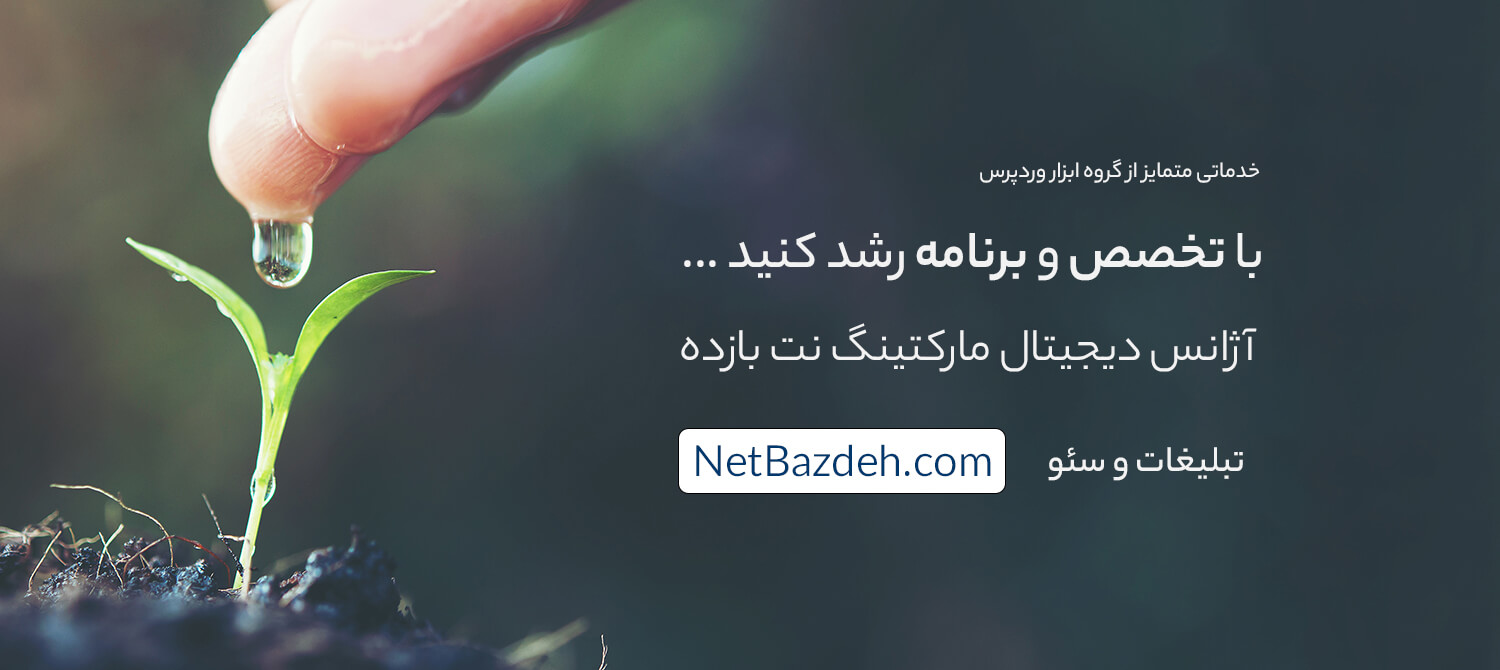 خدماتی متمایز از گروه ابزار وردپرس
با تخصص و برنامه رشد کنید ...
آژانس دیجیتال مارکتینگ نت بازده
تبلیغات و سئو NetBazdeh.com